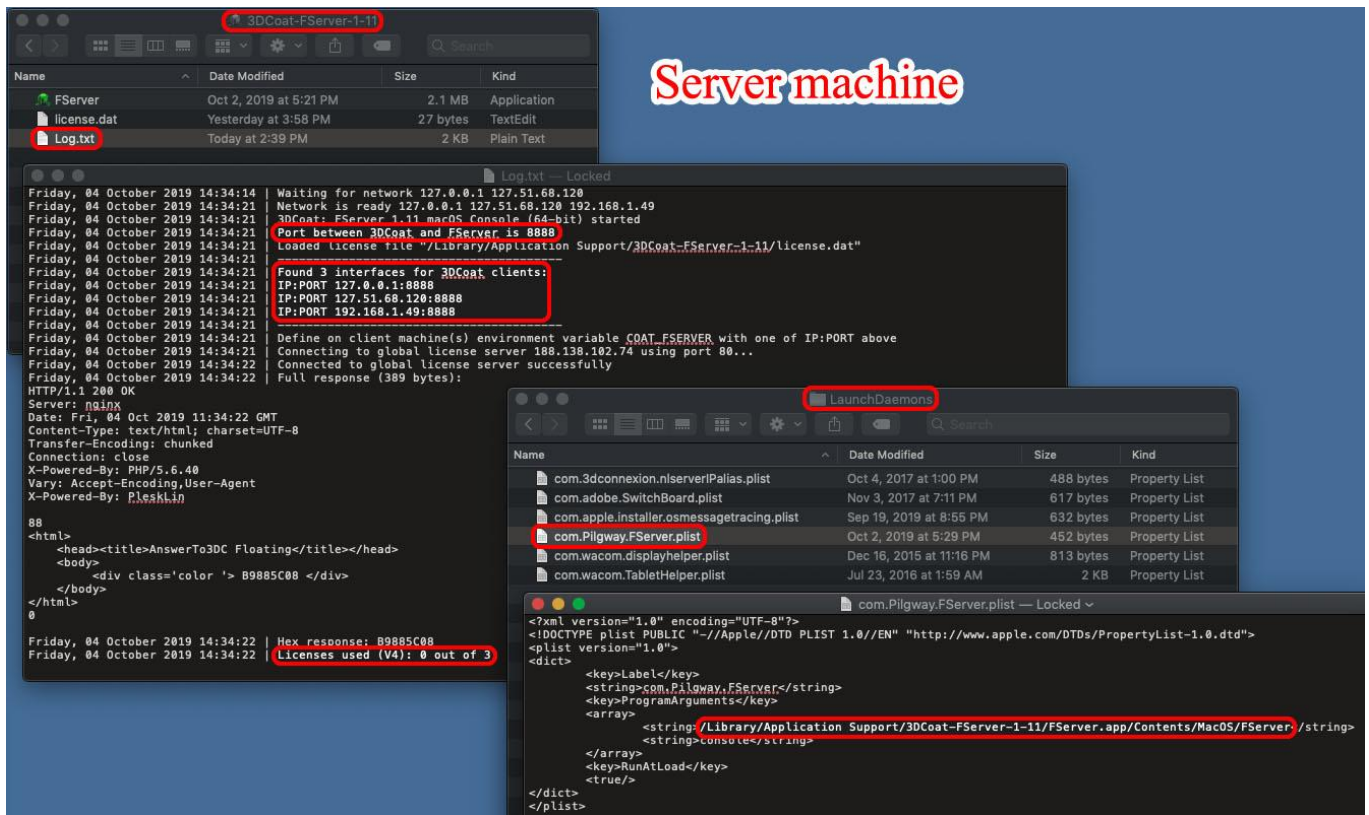 3DCoat-FServer-1-11
Search
Name Date Modified Size Kind
FServer Oct 2, 2019 at 5:21 PM 2.1 MB Application
license.dat Yesterday at 3:58 PM 27 bytes TextEdit
Log.txt Today at 2:39 PM 2 KB Plain Text
Server machine
Log.txt — Locked
Friday, 04 October 2019 14:34:14 | Waiting for network 127.0.0.1 127.51.68.120
Friday, 04 October 2019 14:34:21 | Network is ready 127.0.0.1 127.51.68.120 192.168.1.49
Friday, 04 October 2019 14:34:21 | 3DCoat: FServer 1.11 macOS Console (64-bit) started
Friday, 04 October 2019 14:34:21 | Port between 3DCoat and FServer is 8888
Friday, 04 October 2019 14:34:21 | Loaded license file "/Library/Application Support/3DCoat-FServer-1-11/license.dat"
Friday, 04 October 2019 14:34:21 | ----------------------------------------
Friday, 04 October 2019 14:34:21 | Found 3 interfaces for 3DCoat clients:
Friday, 04 October 2019 14:34:21 | IP:PORT 127.0.0.1:8888
Friday, 04 October 2019 14:34:21 | IP:PORT 127.51.68.120:8888
Friday, 04 October 2019 14:34:21 | IP:PORT 192.168.1.49:8888
Friday, 04 October 2019 14:34:21 | ----------------------------------------
Friday, 04 October 2019 14:34:21 | Define on client machine(s) environment variable COAT_FSERVER with one of IP:PORT above
Friday, 04 October 2019 14:34:21 | Connecting to global license server 188.138.102.74 using port 80...
Friday, 04 October 2019 14:34:22 | Connected to global license server successfully
Friday, 04 October 2019 14:34:22 | Full response (389 bytes):
HTTP/1.1 200 OK
Server: nginx
Date: Fri, 04 Oct 2019 11:34:22 GMT
Content-Type: text/html; charset=UTF-8
Transfer-Encoding: chunked
Connection: close
X-Powered-By: PHP/5.6.40
Vary: Accept-Encoding,User-Agent
X-Powered-By: PleskLin
88
<html>
<head><title>AnswerTo3DC Floating</title></head>
<body>
<div class='color '> B9885C08 </div>
</body>
</html>
0
Friday, 04 October 2019 14:34:22 | Hex response: B9885C08
Friday, 04 October 2019 14:34:22 | Licenses used (V4): 0 out of 3
LaunchDaemons
Search
Name Date Modified Size Kind
com.3dconnexion.nlserverIPalias.plist Oct 4, 2017 at 1:00 PM 488 bytes Property List
com.adobe.SwitchBoard.plist Nov 3, 2017 at 7:11 PM 617 bytes Property List
com.apple.installer.osmessagetracing.plist Sep 19, 2019 at 8:55 PM 632 bytes Property List
com.Pilgway.FServer.plist Oct 2, 2019 at 5:29 PM 452 bytes Property List
com.wacom.displayhelper.plist Dec 16, 2015 at 11:16 PM 813 bytes Property List
com.wacom.TabletHelper.plist Jul 23, 2016 at 1:59 AM 2 KB Property List
com.Pilgway.FServer.plist — Locked
<?xml version="1.0" encoding="UTF-8"?>
<!DOCTYPE plist PUBLIC "-//Apple//DTD PLIST 1.0//EN" "http://www.apple.com/DTDs/PropertyList-1.0.dtd">
<plist version="1.0">
<dict>
<key>Label</key>
<string>com.Pilgway.FServer</string>
<key>ProgramArguments</key>
<array>
<string>/Library/Application Support/3DCoat-FServer-1-11/FServer.app/Contents/MacOS/FServer</string>
<string>console</string>
</array>
<key>RunAtLoad</key>
<true/>
</dict>
</plist>